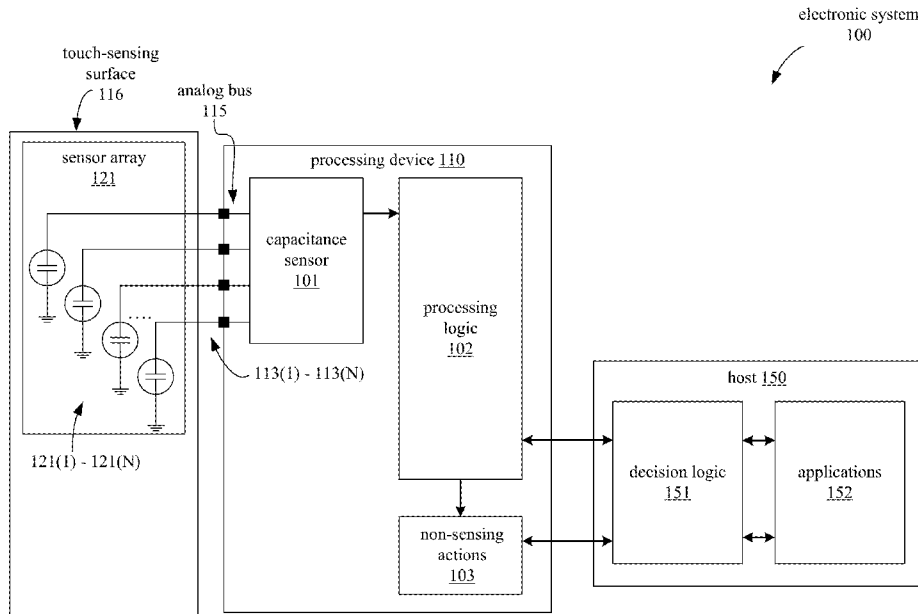 electronic system
100
touch-sensing
surface
116
analog bus
115
sensor array
121
processing device 110
capacitance
sensor
101
processing
logic
102
113(1) - 113(N)
host 150
121(1) - 121(N)
decision logic
151
applications
152
non-sensing
actions
103